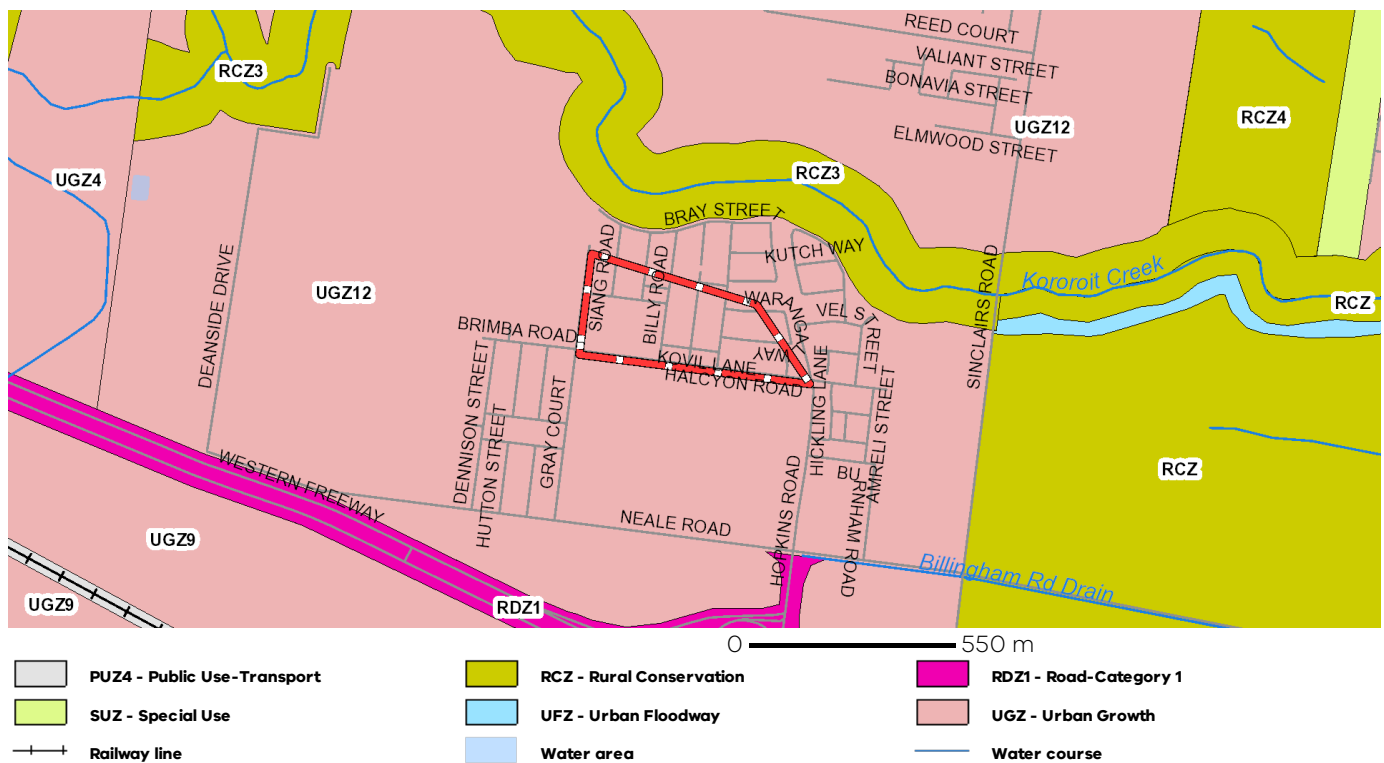 REED COURT
VALIANT STREET
BONAVIA STREET
ELMWOOD STREET
RCZ3
UGZ12
RCZ4
UGZ4
RCZ3
BRAY STREET
KUTCH WAY
DEANSIDE DRIVE
UGZ12
SIANG ROAD
BILLY ROAD
WARANGAL WAY
VEL STREET
SINCLAIRS ROAD
Kororoit Creek
RCZ
BRIMBA ROAD
KOVIL LANE
HALCYON ROAD
HICKLING LANE
DENNISON STREET
HUTTON STREET
GRAY COURT
AMRELI STREET
BURNHAM ROAD
HOPKINS ROAD
RCZ
WESTERN FREEWAY
NEALE ROAD
UGZ9
UGZ9
RDZ1
Billingham Rd Drain
0 550 m
PUZ4 - Public Use-Transport
RCZ - Rural Conservation
RDZ1 - Road-Category 1
SUZ - Special Use
UFZ - Urban Floodway
UGZ - Urban Growth
Railway line
Water area
Water course